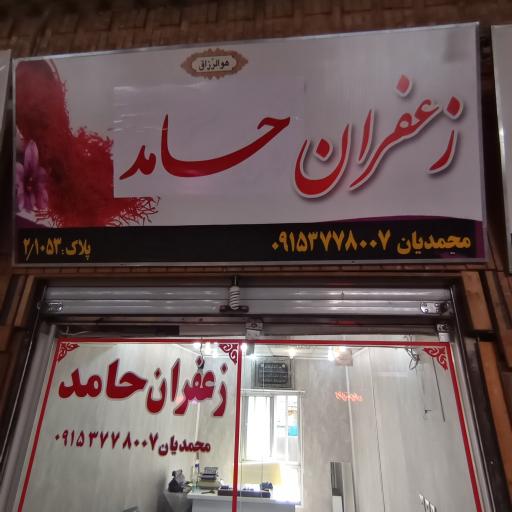 هوالرزاق
زعفران حامد
محمدیان ۰۹۱۵۳۷۷۸۰۰۷
پلاک: ۲/۱۰۵۳
زعفران حامد
محمدیان ۰۹۱۵۳۷۷۸۰۰۷